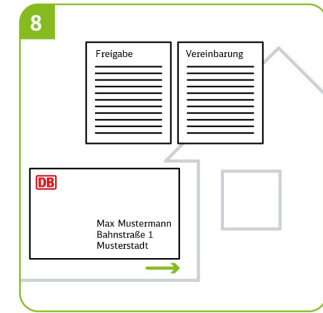 8
Freigabe
Vereinbarung
DB
Max Mustermann
Bahnstraße 1
Musterstadt